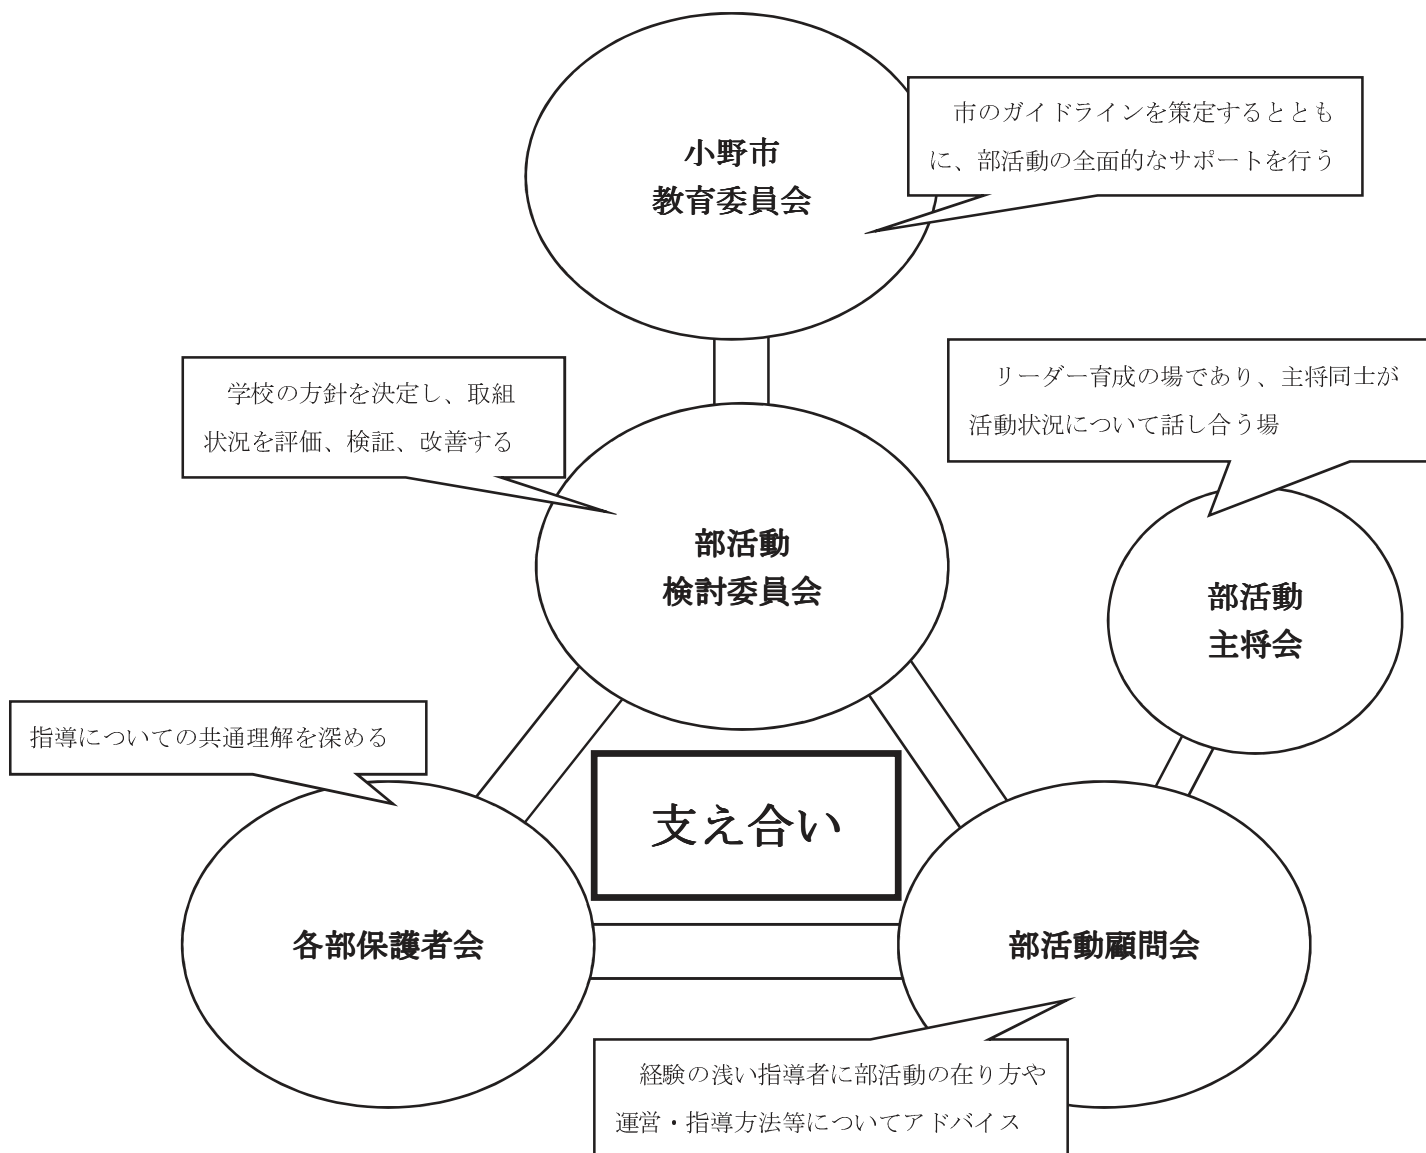 小野市
教育委員会
市のガイドラインを策定するととも
に、部活動の全面的なサポートを行う
学校の方針を決定し、取組
状況を評価、検証、改善する
リーダー育成の場であり、主将同士が
活動状況について話し合う場
部活動
検討委員会
部活動
主将会
指導についての共通理解を深める
支え合い
各部保護者会
部活動顧問会
経験の浅い指導者に部活動の在り方や
運営・指導方法等についてアドバイス